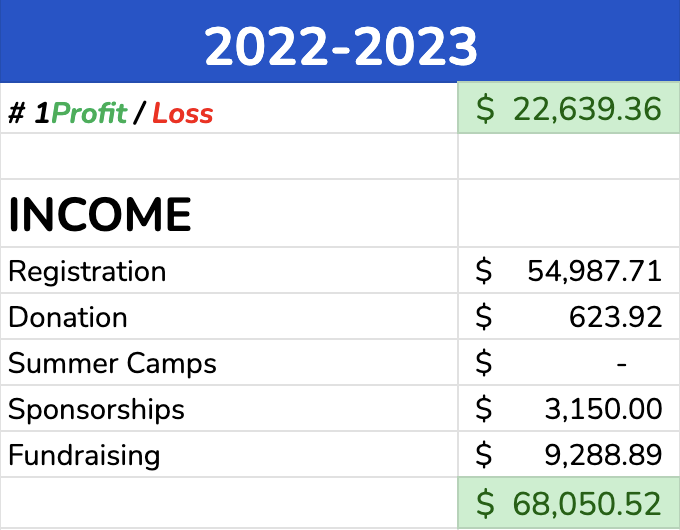 2022-2023
# 1Profit / Loss $ 22,639.36
INCOME
Registration $ 54,987.71
Donation $ 623.92
Summer Camps $ -
Sponsorships $ 3,150.00
Fundraising $ 9,288.89
$ 68,050.52